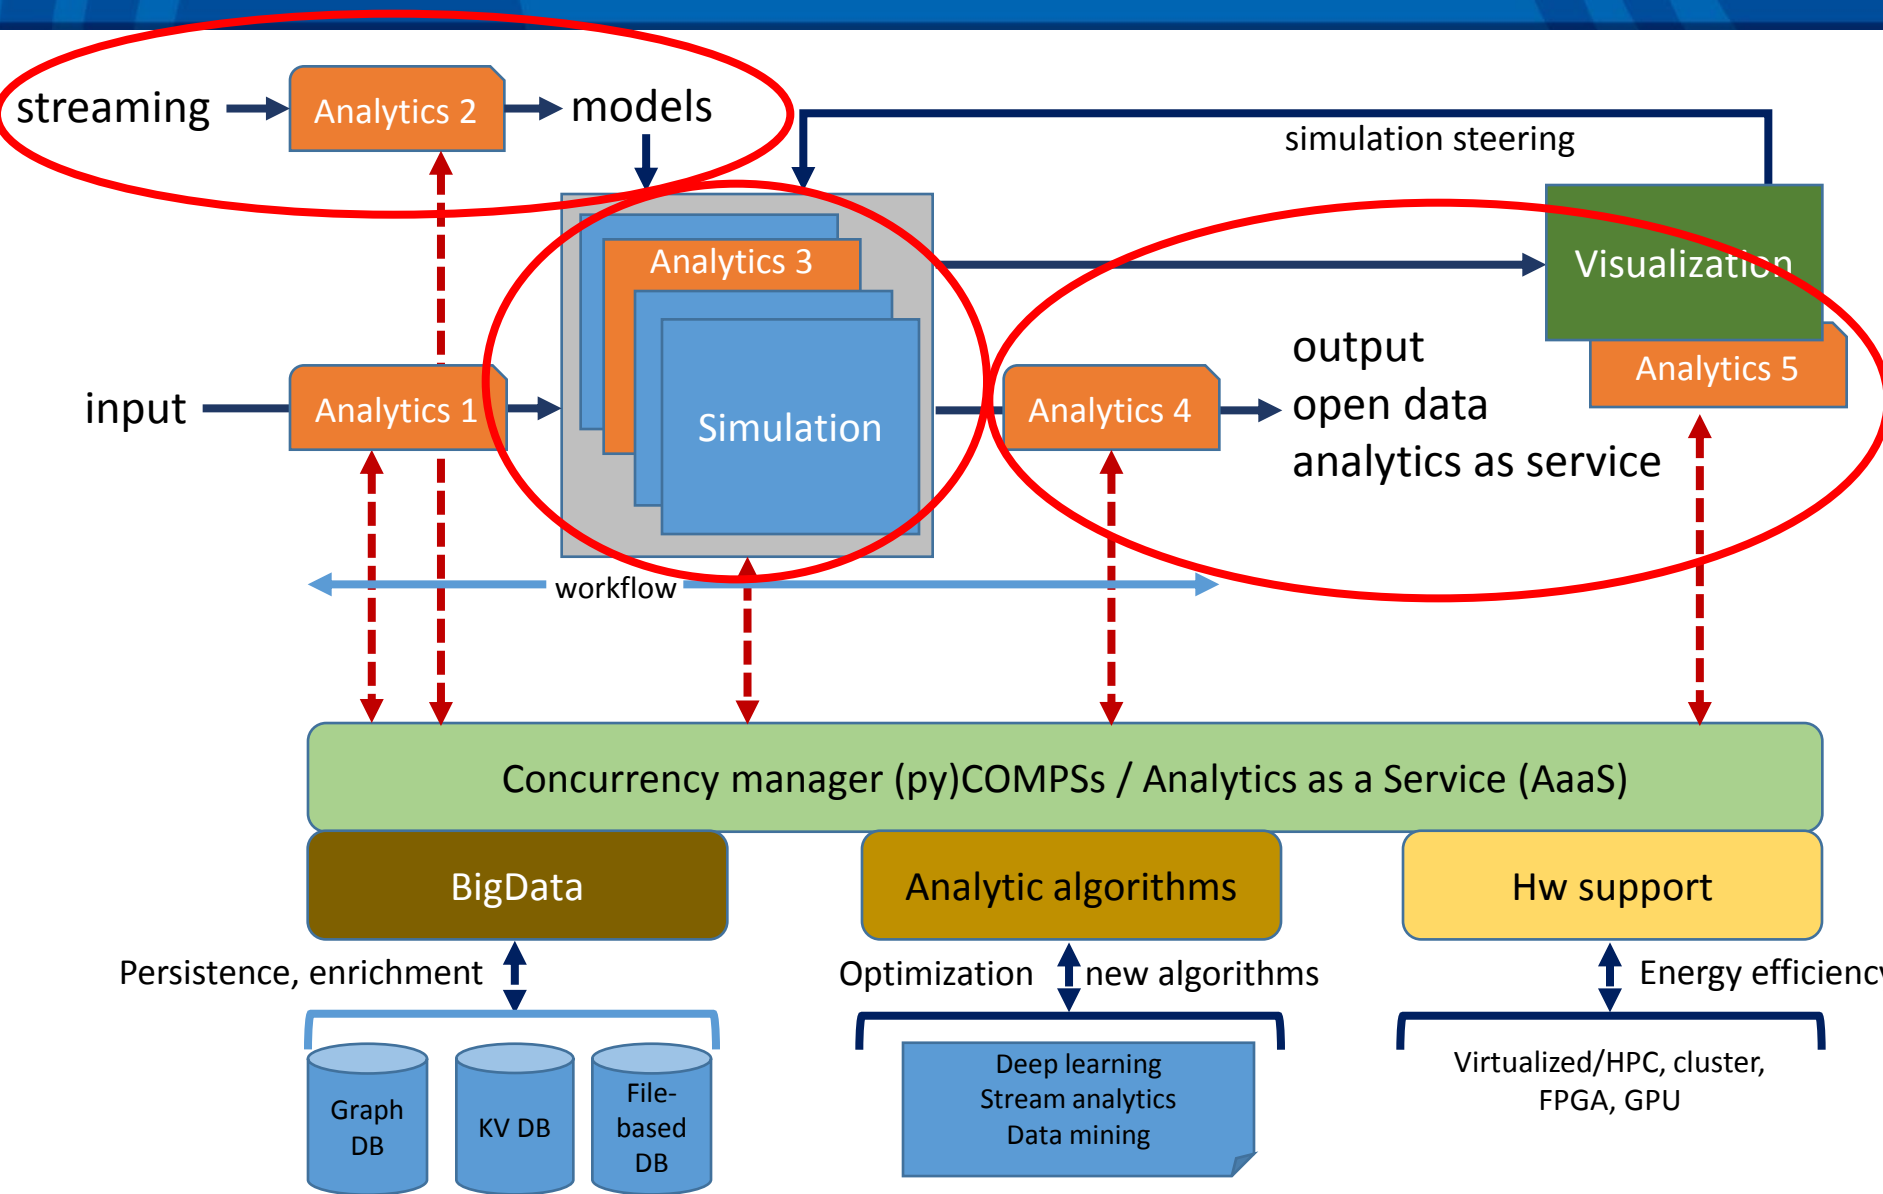 streaming
Analytics 2
models
simulation steering
Analytics 3
Visualization
Analytics 5
input
Analytics 1
Simulation
Analytics 4
output
open data
analytics as service
workflow
Concurrency manager (py)COMPSs / Analytics as a Service (AaaS)
BigData
Analytic algorithms
Hw support
Persistence, enrichment
Optimization
new algorithms
Energy efficiency
Graph
DB
KV DB
File-
based
DB
Deep learning
Stream analytics
Data mining
Virtualized/HPC, cluster,
FPGA, GPU